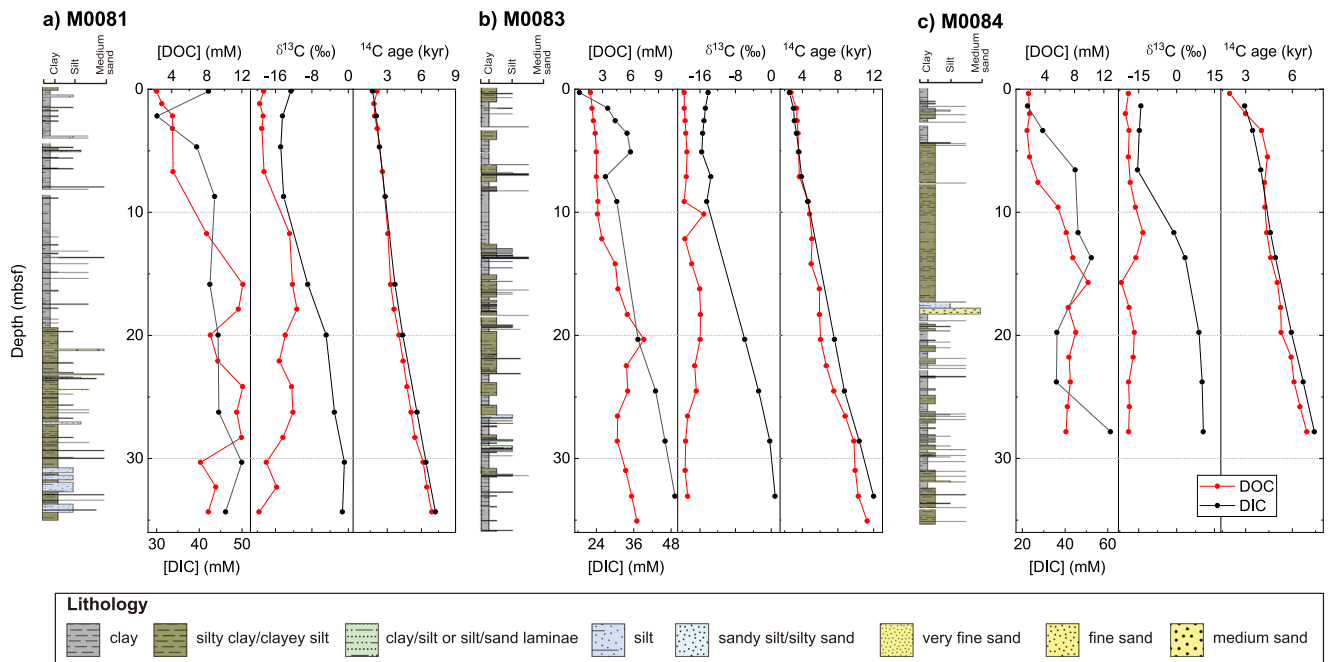 a) M0081
Clay
Silt
Medium sand
[DOC] (mM)
δ13C (‰)
14C age (kyr)
4 8 12
-16 -8 0
0 3 6 9
0
10
20
30
Depth (mbsf)
30 40 50
[DIC] (mM)
b) M0083
Clay
Silt
Medium sand
[DOC] (mM)
δ13C (‰)
14C age (kyr)
3 6 9
-16 -8 0
0 4 8 12
24 36 48
[DIC] (mM)
c) M0084
Clay
Silt
Medium sand
[DOC] (mM)
δ13C (‰)
14C age (kyr)
4 8 12
-15 0 15
3 6
20 40 60
[DIC] (mM)
DOC
DIC
Lithology
clay
silty clay/clayey silt
clay/silt or silt/sand laminae
silt
sandy silt/silty sand
very fine sand
fine sand
medium sand